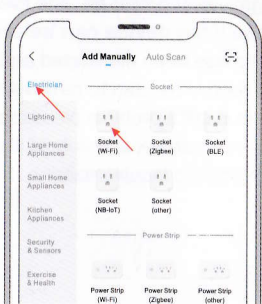 Add Manually Auto Scan
Electrician
Socket
Lighting
Large Home
Appliances
Socket
(Wi-Fi)
Socket
(Zigbee)
Socket
(BLE)
Small Home
Appliances
Socket
(NB-IoT)
Socket
(other)
Kitchen
Appliances
Power Strip
Security
& Sensors
Exercise
& Health
Power Strip
(Wi-Fi)
Power Strip
(Zigbee)
Power Strip
(other)